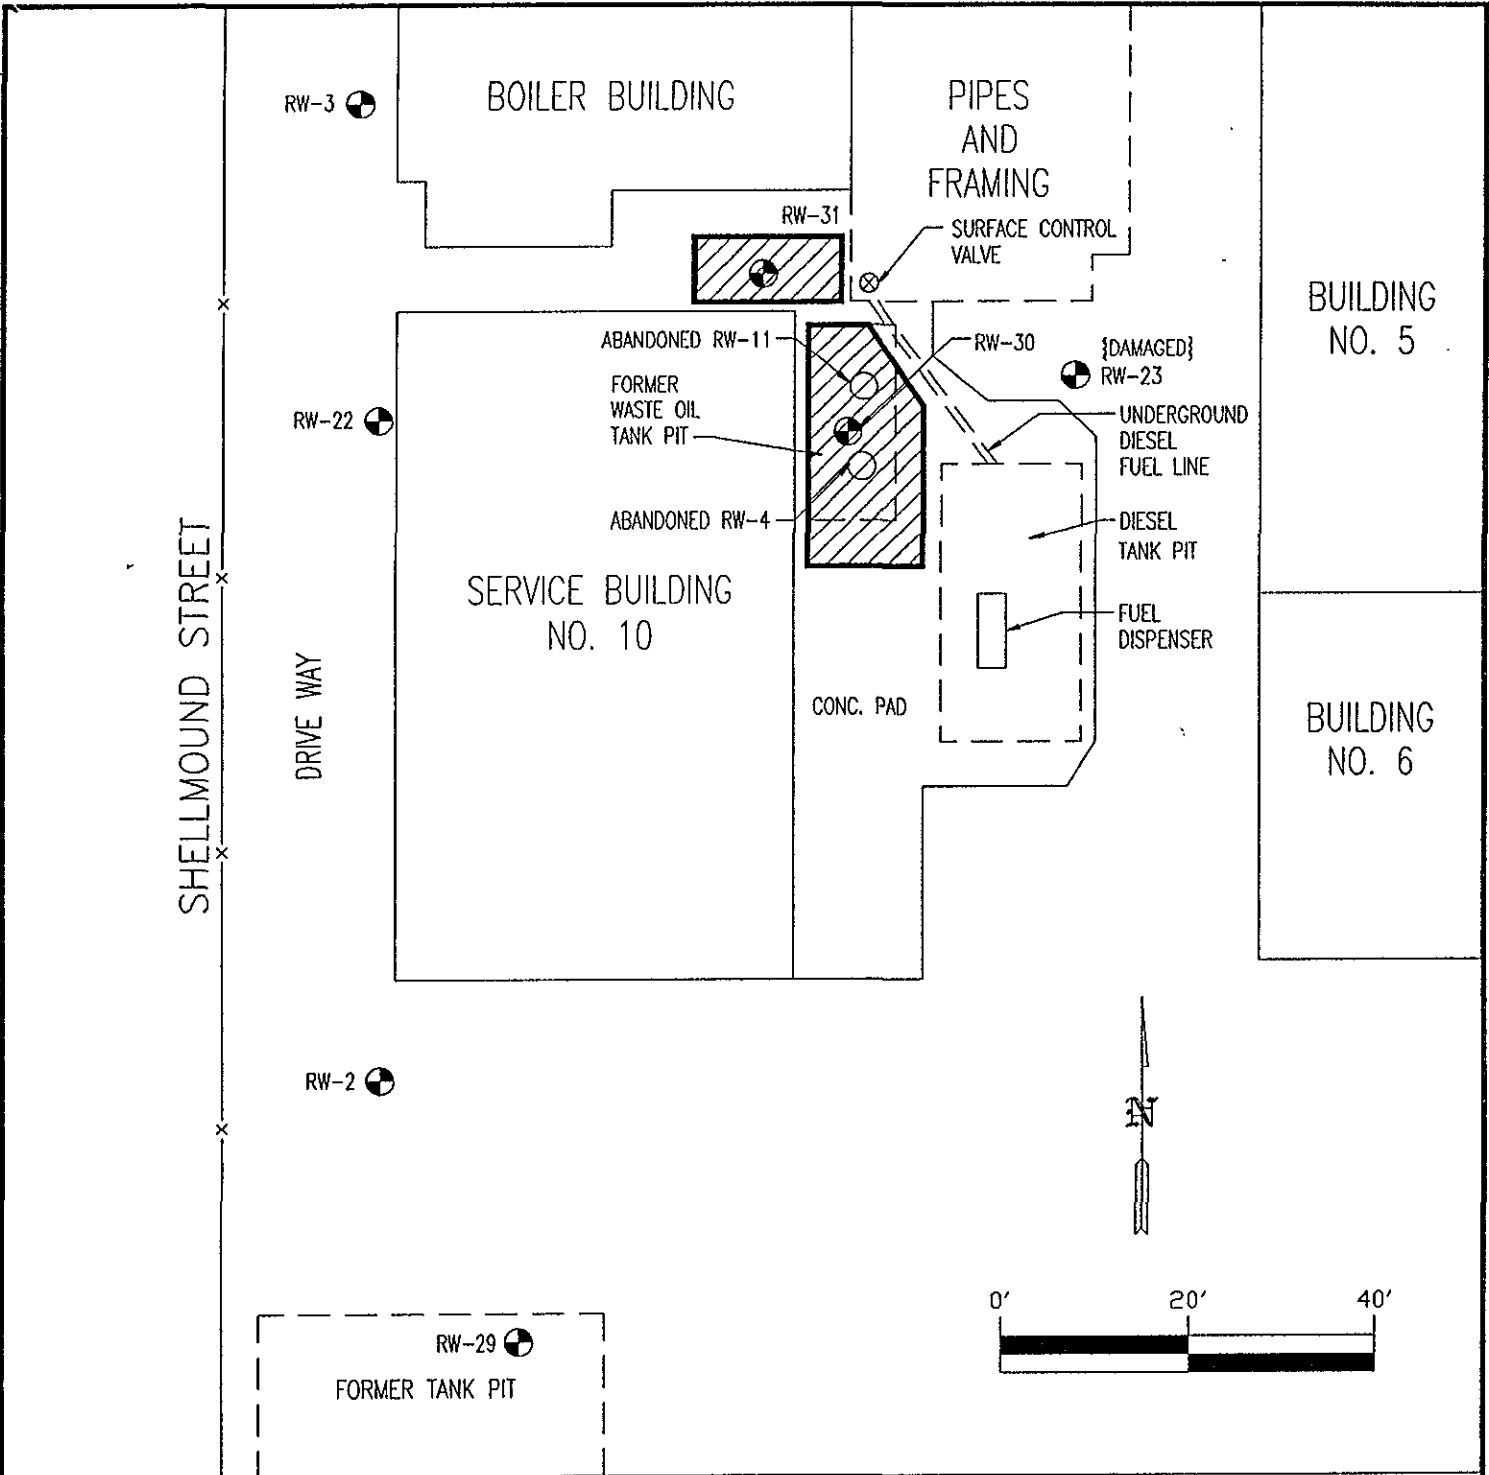 RW-3
BOILER BUILDING
PIPES
AND
FRAMING
RW-31
SURFACE CONTROL
VALVE
BUILDING
NO. 5
ABANDONED RW-11
RW-30
{DAMAGED}
RW-23
FORMER
WASTE OIL
TANK PIT
RW-22
UNDERGROUND
DIESEL
FUEL LINE
ABANDONED RW-4
DIESEL
TANK PIT
SERVICE BUILDING
NO. 10
FUEL
DISPENSER
SHELLMOUND STREET
DRIVE WAY
CONC. PAD
BUILDING
NO. 6
RW-2
N
0' 20' 40'
RW-29
FORMER TANK PIT